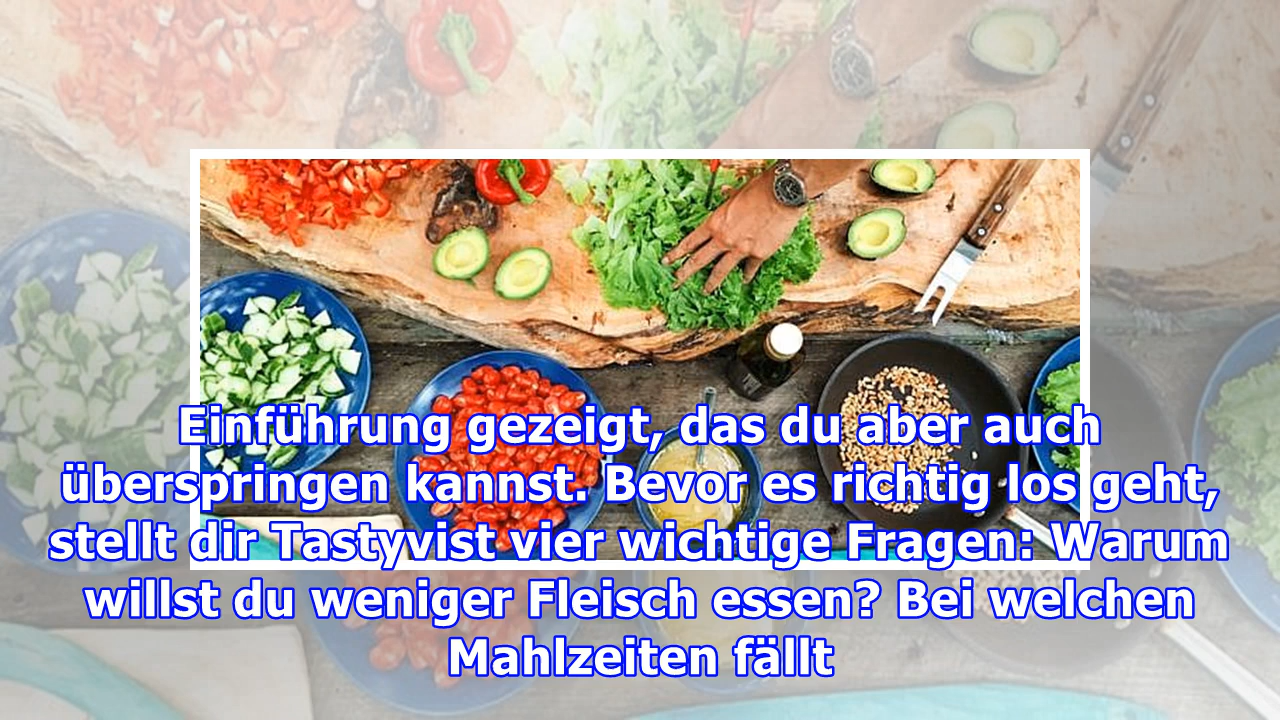 Einführung gezeigt, das du aber auch
überspringen kannst. Bevor es richtig los geht,
stellt dir Tastyvist vier wichtige Fragen: Warum
willst du weniger Fleisch essen? Bei welchen
Mahlzeiten fällt